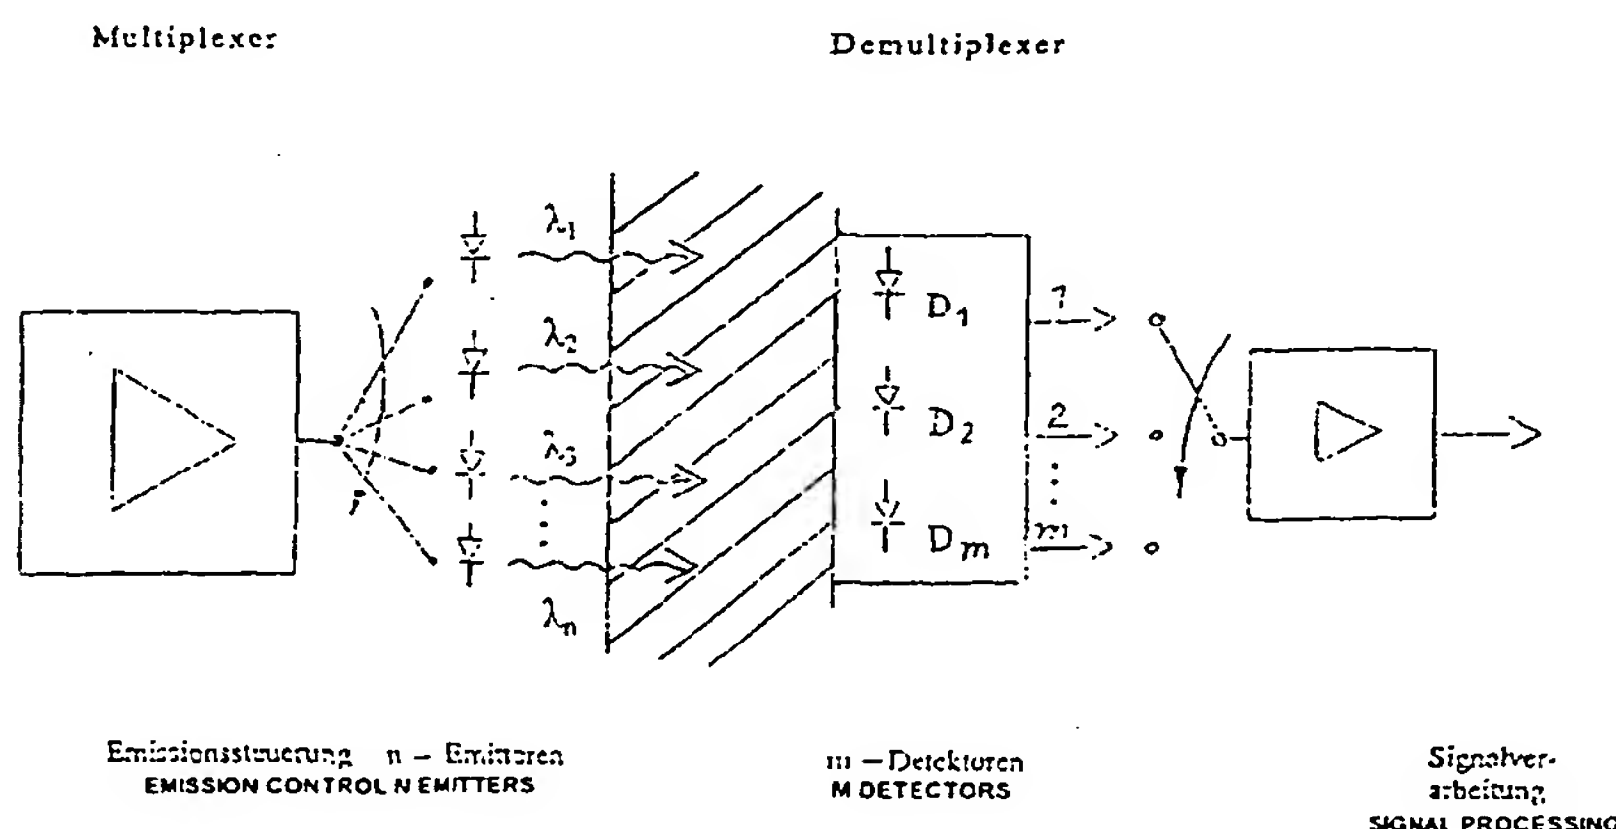 Multiplexer
Demultiplexer
λ1
λ2
λ3
λn
D1
D2
Dm
1
2
m
Emissionssteuerung n – Emitteren
EMISSION CONTROL N EMITTERS
m – Detektoren
M DETECTORS
Signalver-
arbeitung
SIGNAL PROCESSING